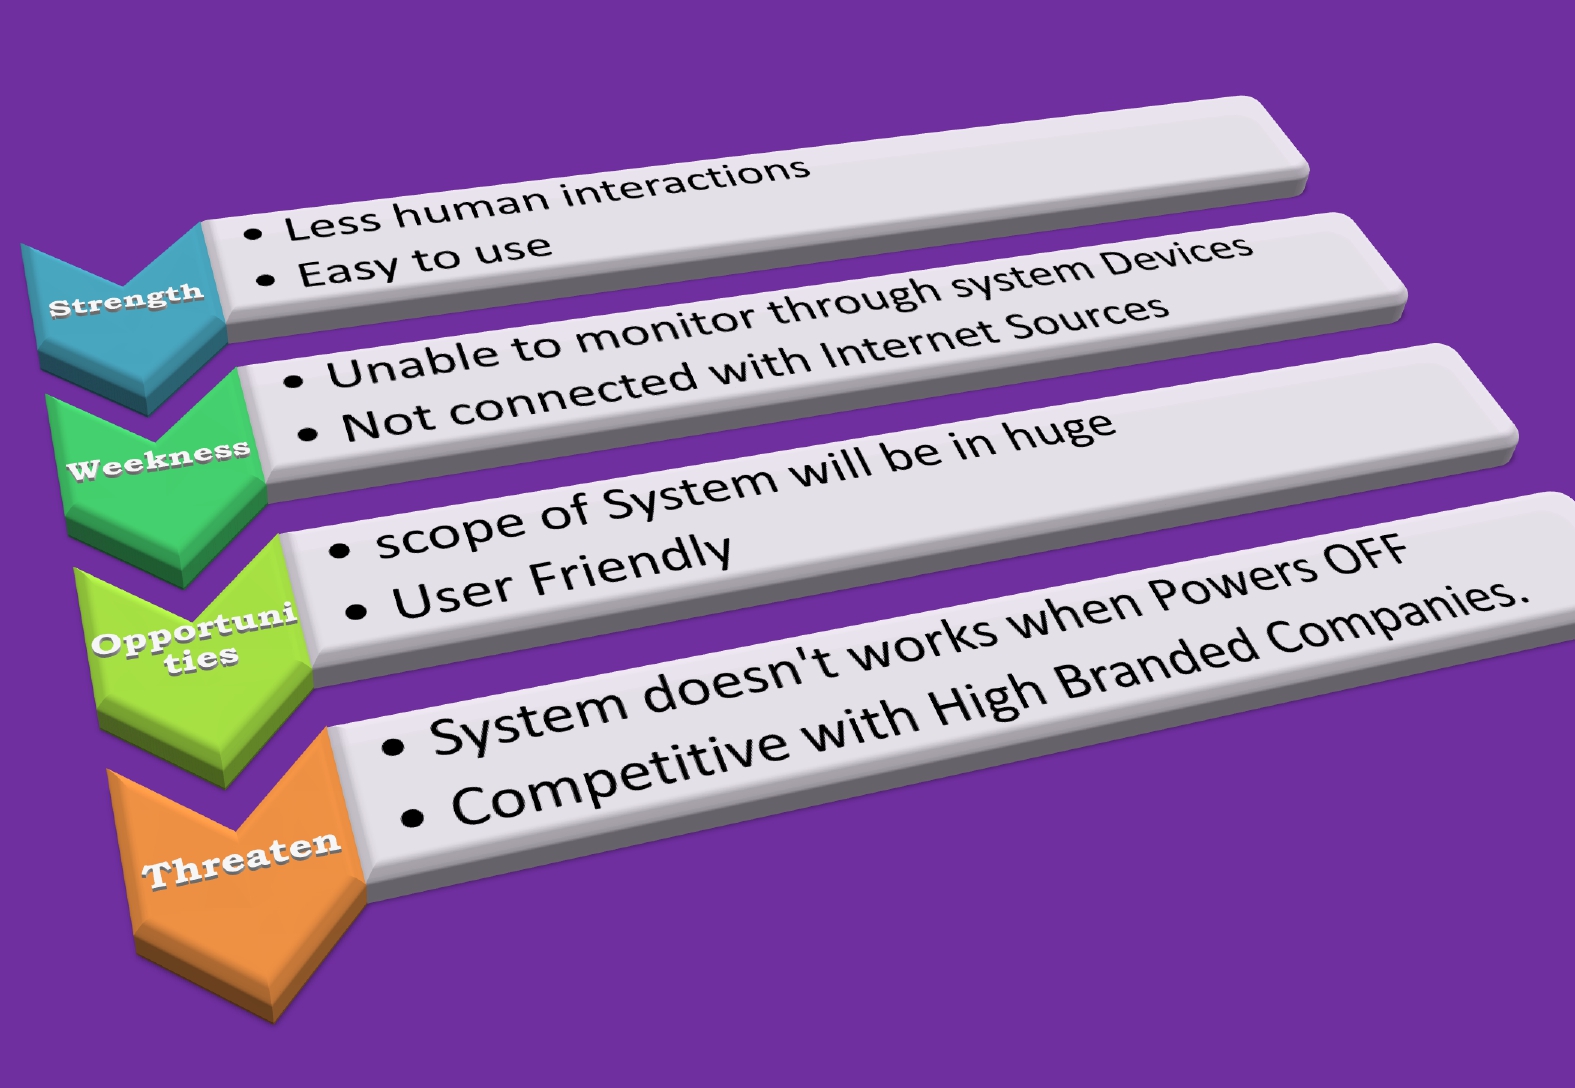 Strength
• Less human interactions
• Easy to use
Weekness
• Unable to monitor through system Devices
• Not connected with Internet Sources
Opportuni
ties
• scope of System will be in huge
• User Friendly
Threaten
• System doesn't works when Powers OFF
• Competitive with High Branded Companies.